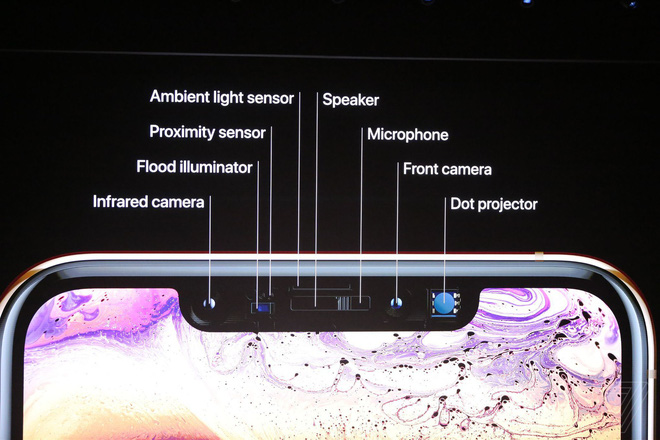 Ambient light sensor
Speaker
Proximity sensor
Microphone
Flood illuminator
Front camera
Infrared camera
Dot projector